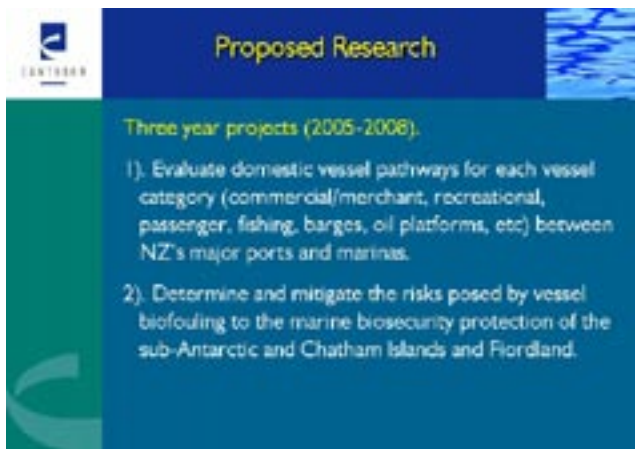 CAWTHRON
Proposed Research
Three year projects (2005-2008).
1). Evaluate domestic vessel pathways for each vessel
category (commercial/merchant, recreational,
passenger, fishing, barges, oil platforms, etc) between
NZ's major ports and marinas.
2). Determine and mitigate the risks posed by vessel
biofouling to the marine biosecurity protection of the
sub-Antarctic and Chatham Islands and Fiordland.